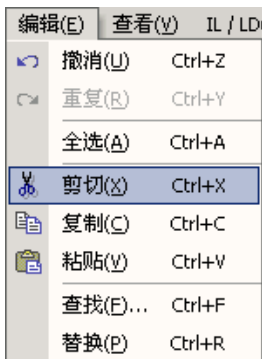 编辑(E) 查看(V) IL / LD
撤消(U) Ctrl+Z
重复(R) Ctrl+Y
全选(A) Ctrl+A
剪切(X) Ctrl+X
复制(C) Ctrl+C
粘贴(V) Ctrl+V
查找(F)... Ctrl+F
替换(P) Ctrl+R